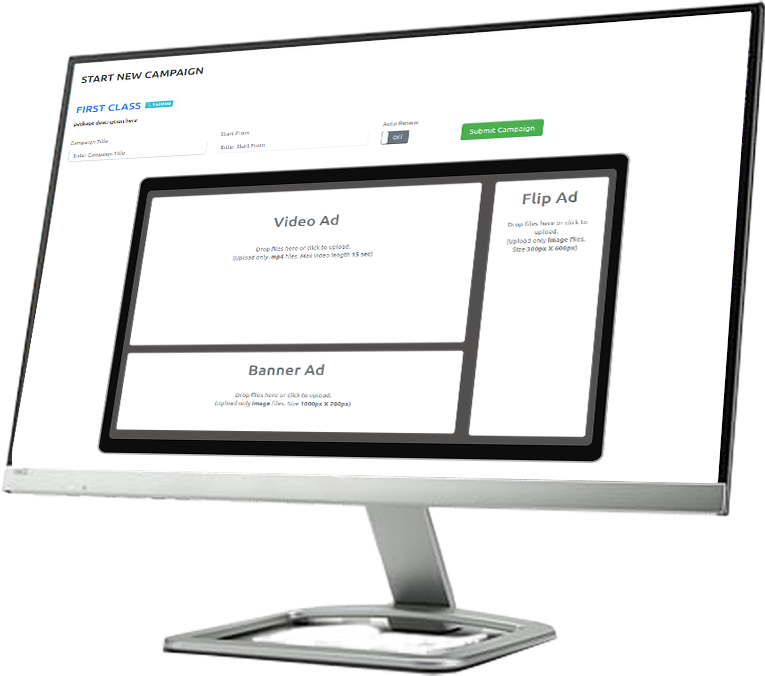 START NEW CAMPAIGN
FIRST CLASS
package description here
Campaign Title
Enter Campaign Title
Start From
Enter Start From
Auto Renew
Off
Submit Campaign
Video Ad
Drop files here or click to upload.
(Upload only .mp4 files. Max video length 15 sec)
Flip Ad
Drop files here or click to
upload.
(Upload only image files.
Size 300px X 600px)
Banner Ad
Drop files here or click to upload.
(Upload only image files. Size 1000px X 200px)